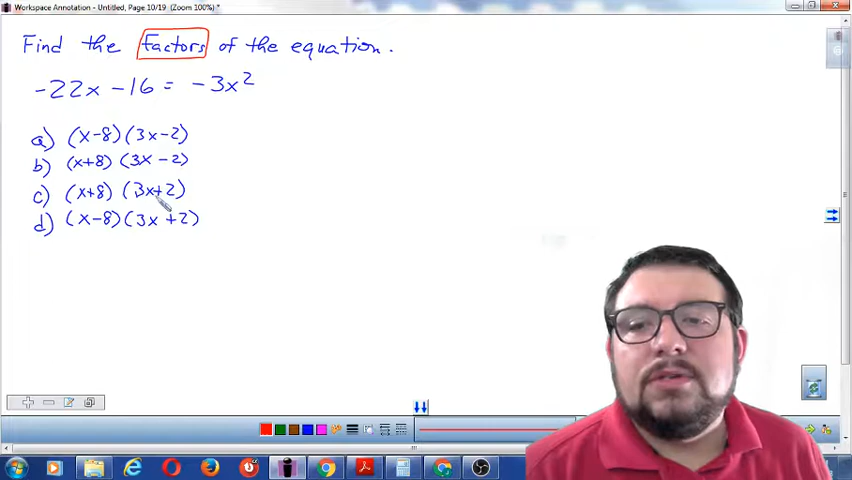 Workspace Annotation - Untitled, Page 10/19 (Zoom 100%) *
Find the factors of the equation.
-22x - 16 = -3x²
a) (x-8)(3x-2)
b) (x+8)(3x-2)
c) (x+8)(3x+2)
d) (x-8)(3x+2)